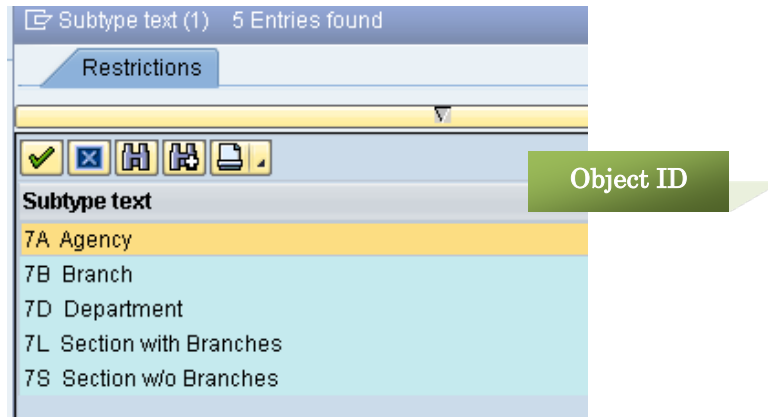 Subtype text (1) 5 Entries found
Restrictions
Object ID
Subtype text
7A Agency
7B Branch
7D Department
7L Section with Branches
7S Section w/o Branches